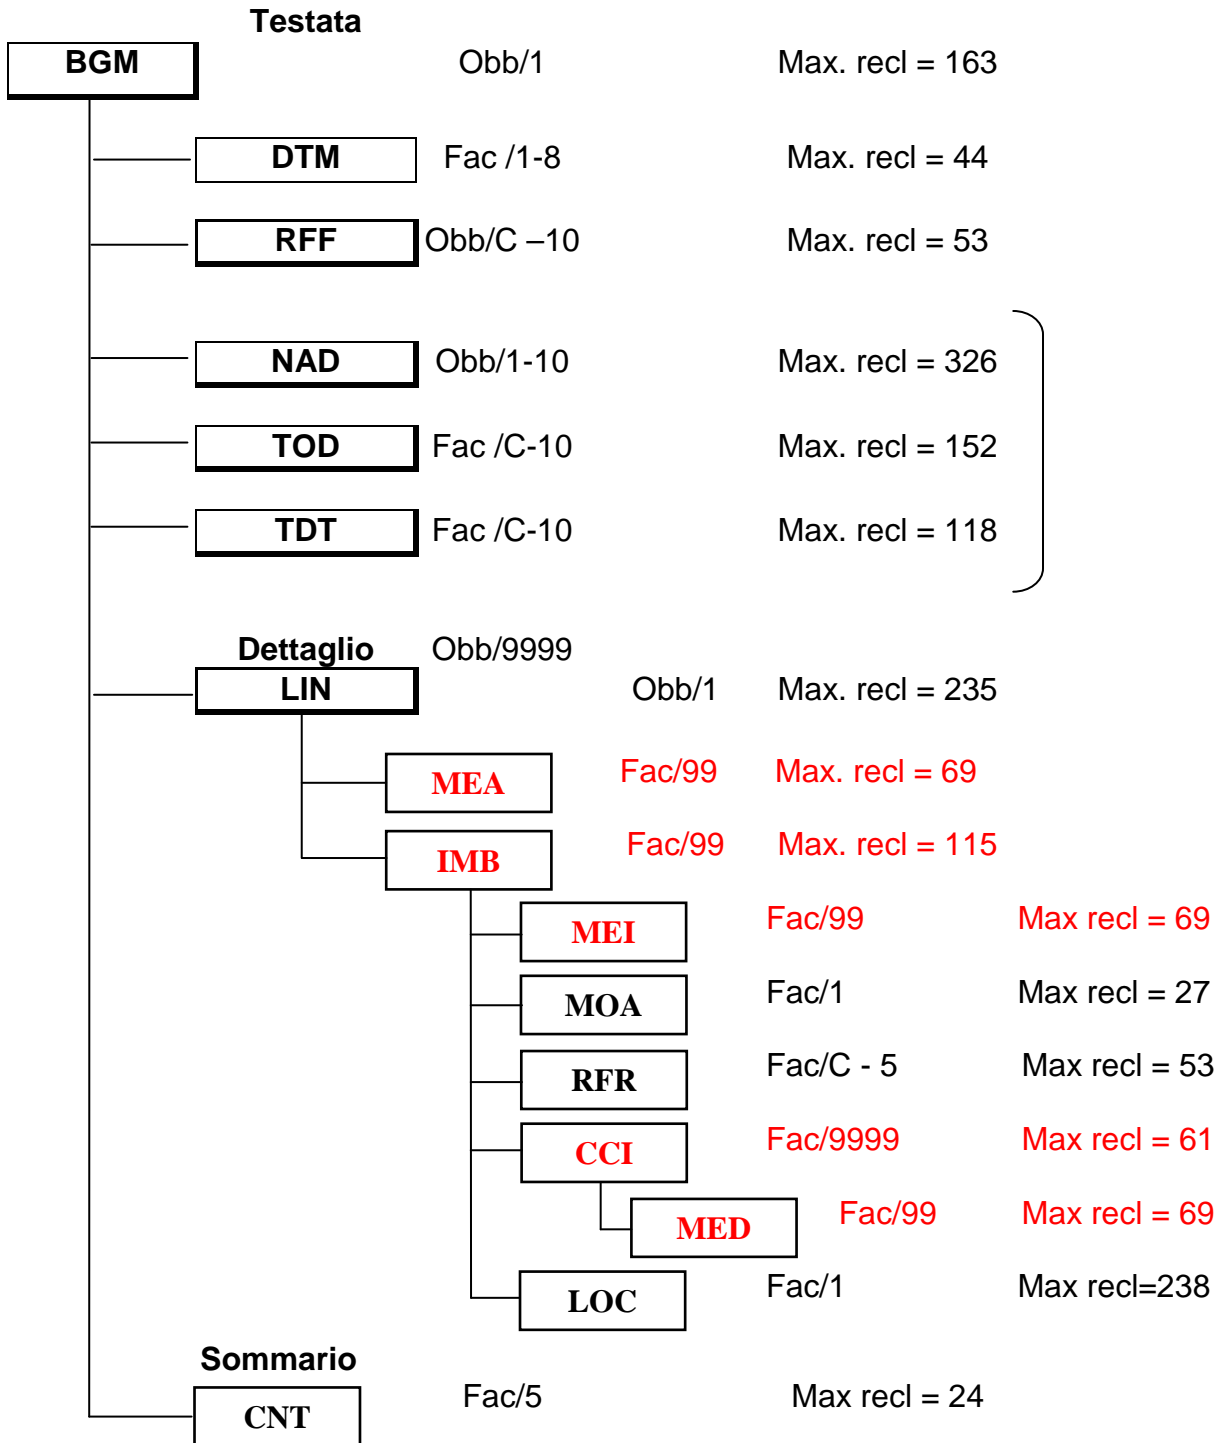 Testata
BGM Obb/1 Max. recl = 163
DTM Fac /1-8 Max. recl = 44
RFF Obb/C –10 Max. recl = 53
NAD Obb/1-10 Max. recl = 326
TOD Fac /C-10 Max. recl = 152
TDT Fac /C-10 Max. recl = 118
Dettaglio Obb/9999
LIN Obb/1 Max. recl = 235
MEA Fac/99 Max. recl = 69
IMB Fac/99 Max. recl = 115
MEI Fac/99 Max recl = 69
MOA Fac/1 Max recl = 27
RFR Fac/C - 5 Max recl = 53
CCI Fac/9999 Max recl = 61
MED Fac/99 Max recl = 69
LOC Fac/1 Max recl=238
Sommario
CNT Fac/5 Max recl = 24